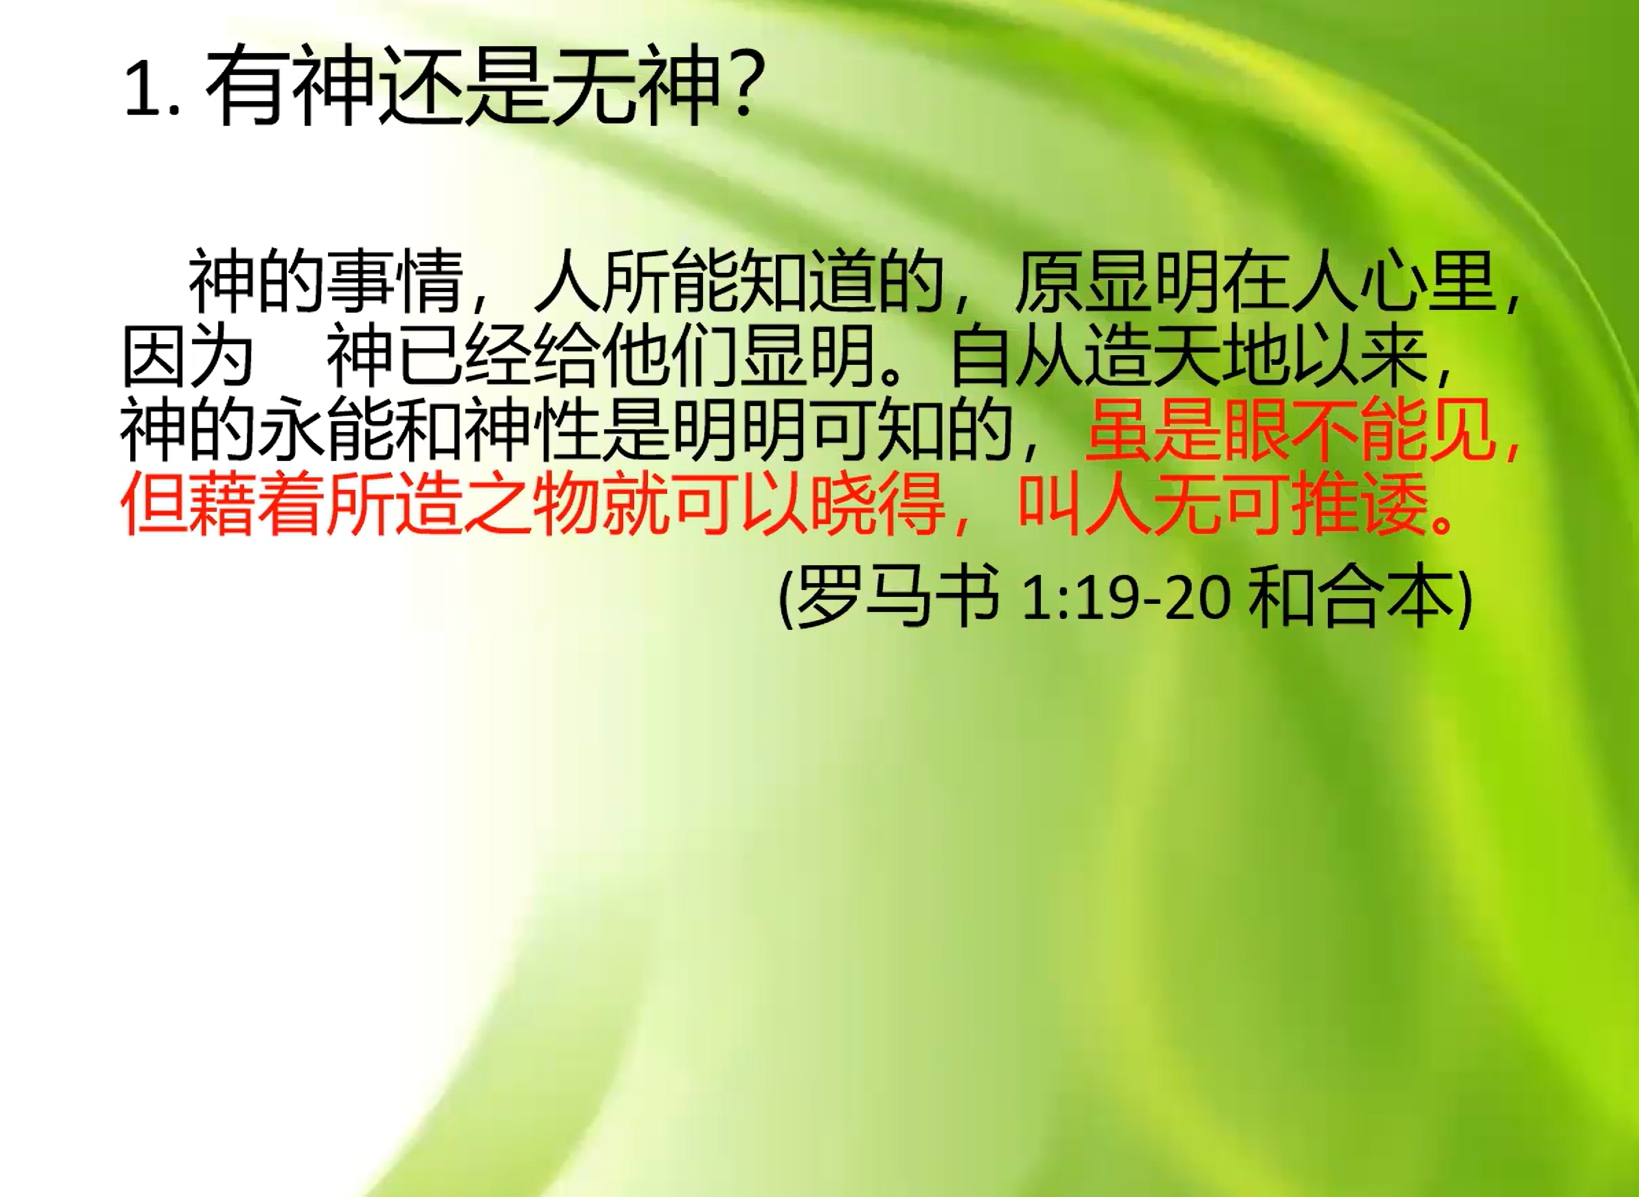 1. 有神还是无神？
神的事情，人所能知道的，原显明在人心里，
因为　神已经给他们显明。自从造天地以来，
神的永能和神性是明明可知的，虽是眼不能见，
但藉着所造之物就可以晓得，叫人无可推诿。
(罗马书 1:19-20 和合本)